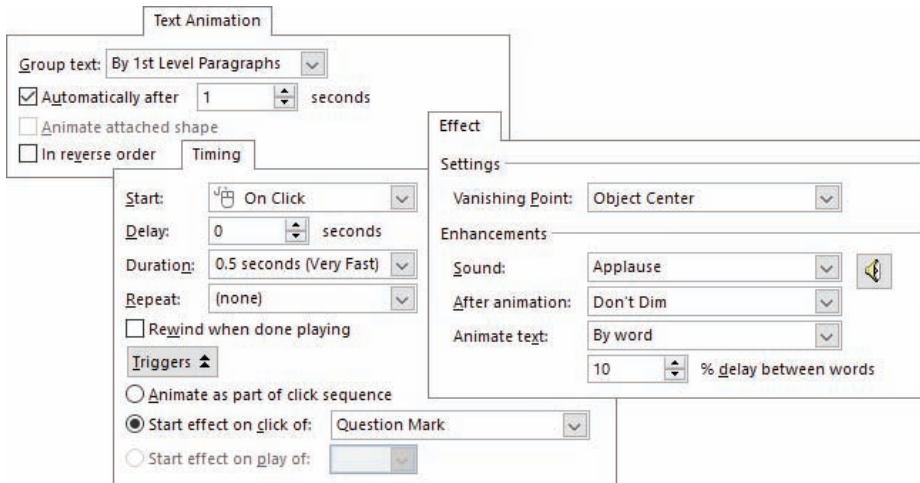 Text Animation
Group text: By 1st Level Paragraphs
Automatically after 1 seconds
Animate attached shape
In reverse order
Timing
Start: On Click
Delay: 0 seconds
Duration: 0.5 seconds (Very Fast)
Repeat: (none)
Rewind when done playing
Triggers
Animate as part of click sequence
Start effect on click of: Question Mark
Start effect on play of:
Effect
Settings
Vanishing Point: Object Center
Enhancements
Sound: Applause
After animation: Don't Dim
Animate text: By word
10 % delay between words